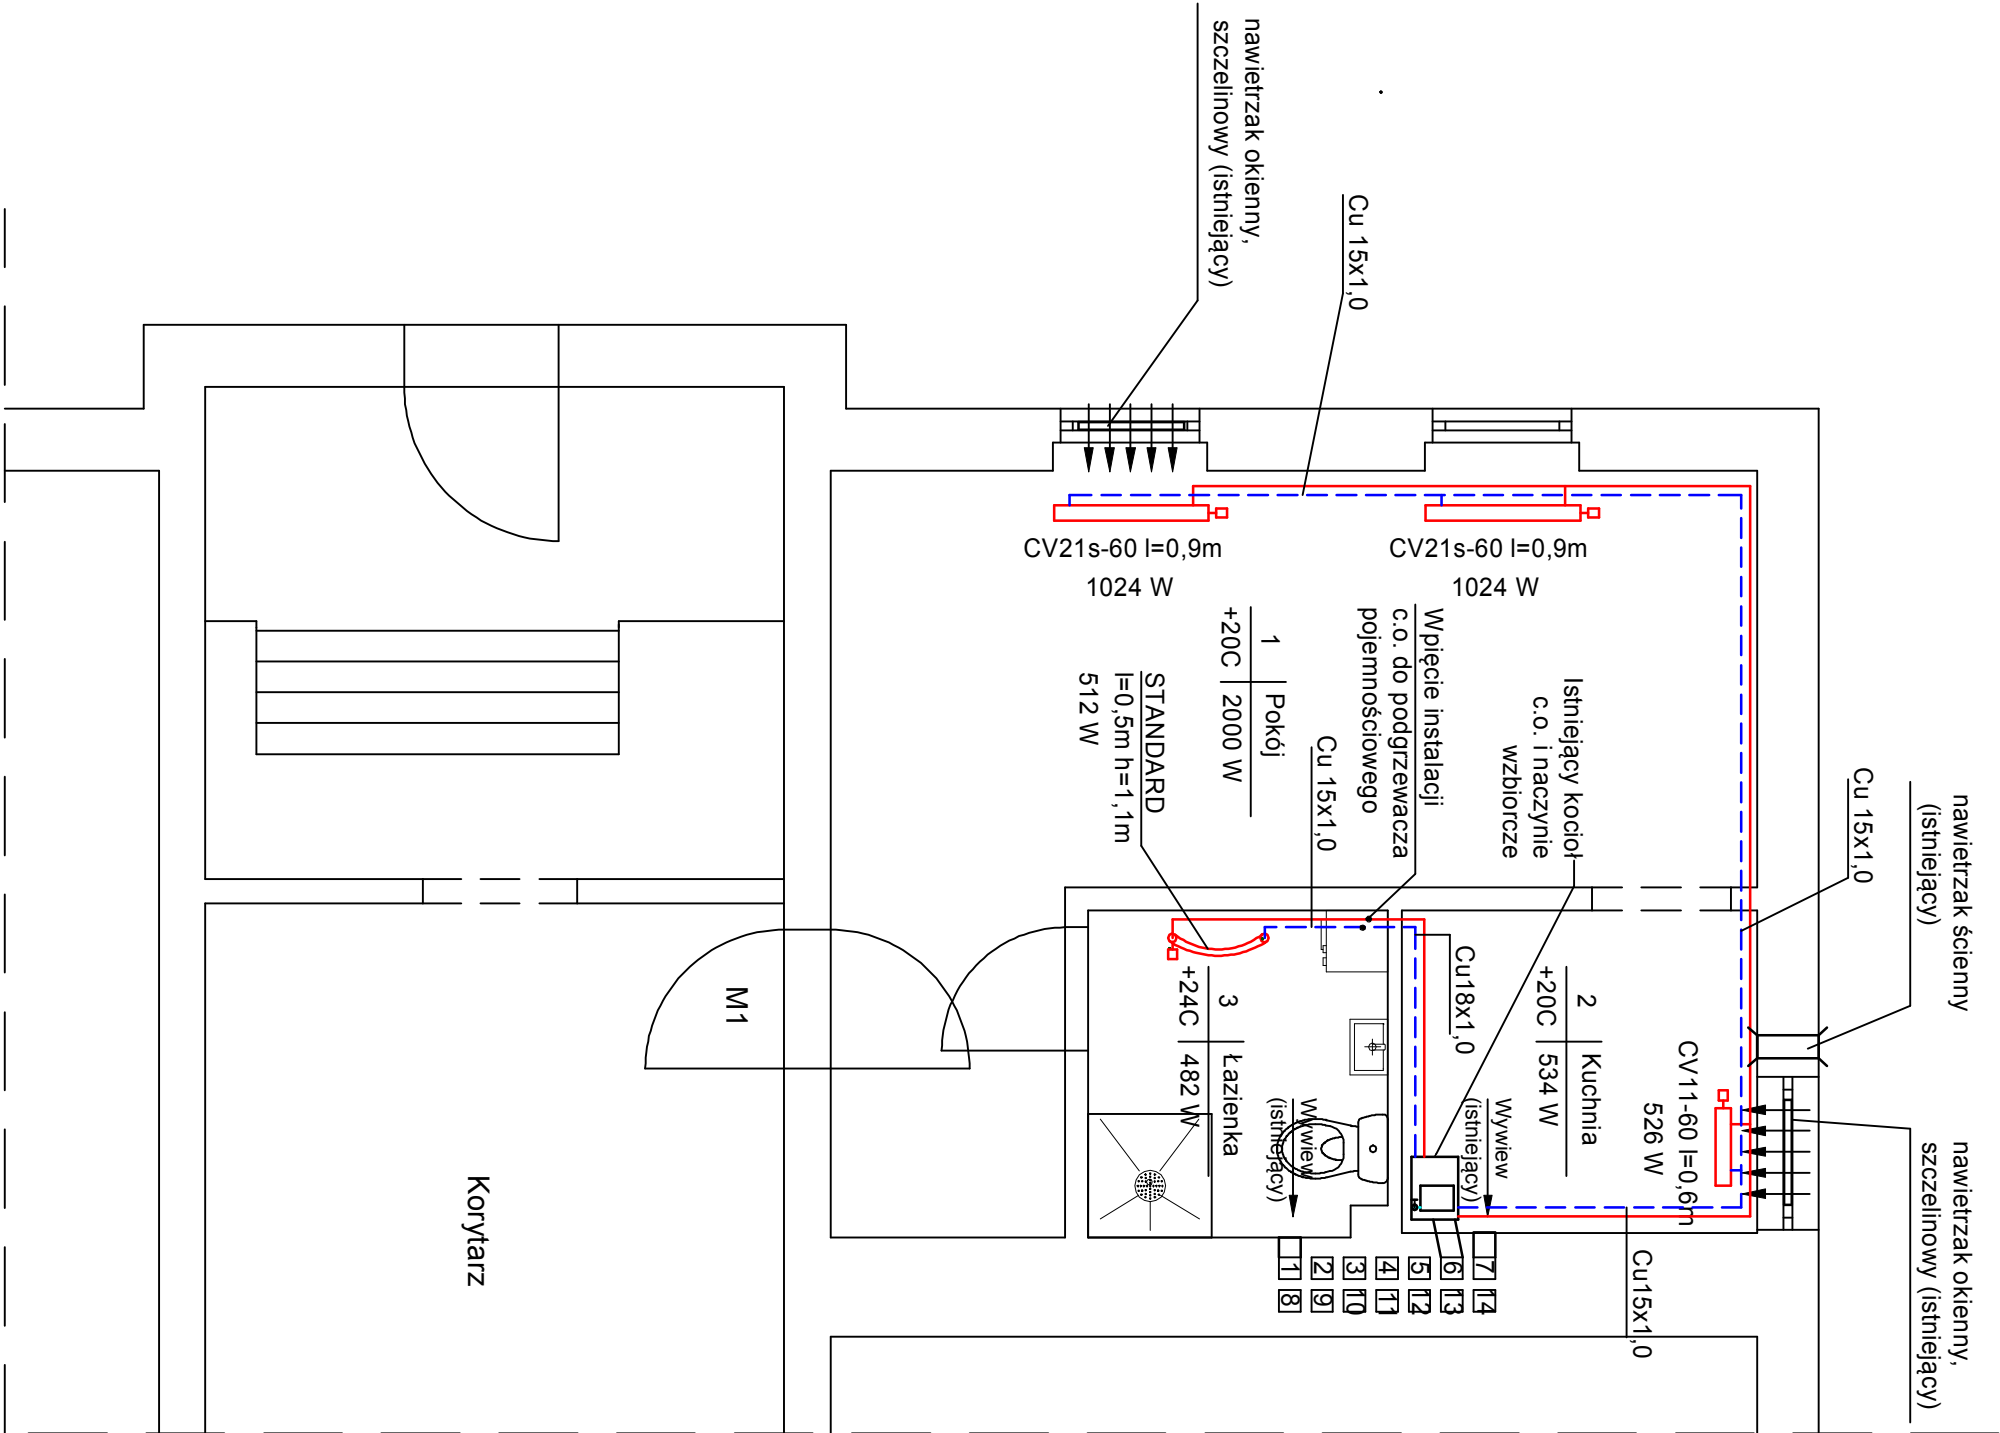 nawietrzak okienny,
szczelinowy (istniejący)
Cu 15x1,0
CV21s-60 l=0,9m
1024 W
CV21s-60 l=0,9m
1024 W
1
Pokój
+20C
2000 W
STANDARD
l=0,5m h=1,1m
512 W
Wpięcie instalacji
c.o. do podgrzewacza
pojemnościowego
Cu 15x1,0
Istniejący kocioł
c.o. i naczynie
wzbiorcze
Cu 15x1,0
nawietrzak ścienny
(istniejący)
nawietrzak okienny,
szczelinowy (istniejący)
Cu18x1,0
2
Kuchnia
+20C
534 W
CV11-60 l=0,6m
526 W
3
Łazienka
+24C
482 W
Wywiew
(istniejący)
Wywiew
(istniejący)
M1
Korytarz
Cu15x1,0
1 2 3 4 5 6 7
8 9 10 11 12 13 14